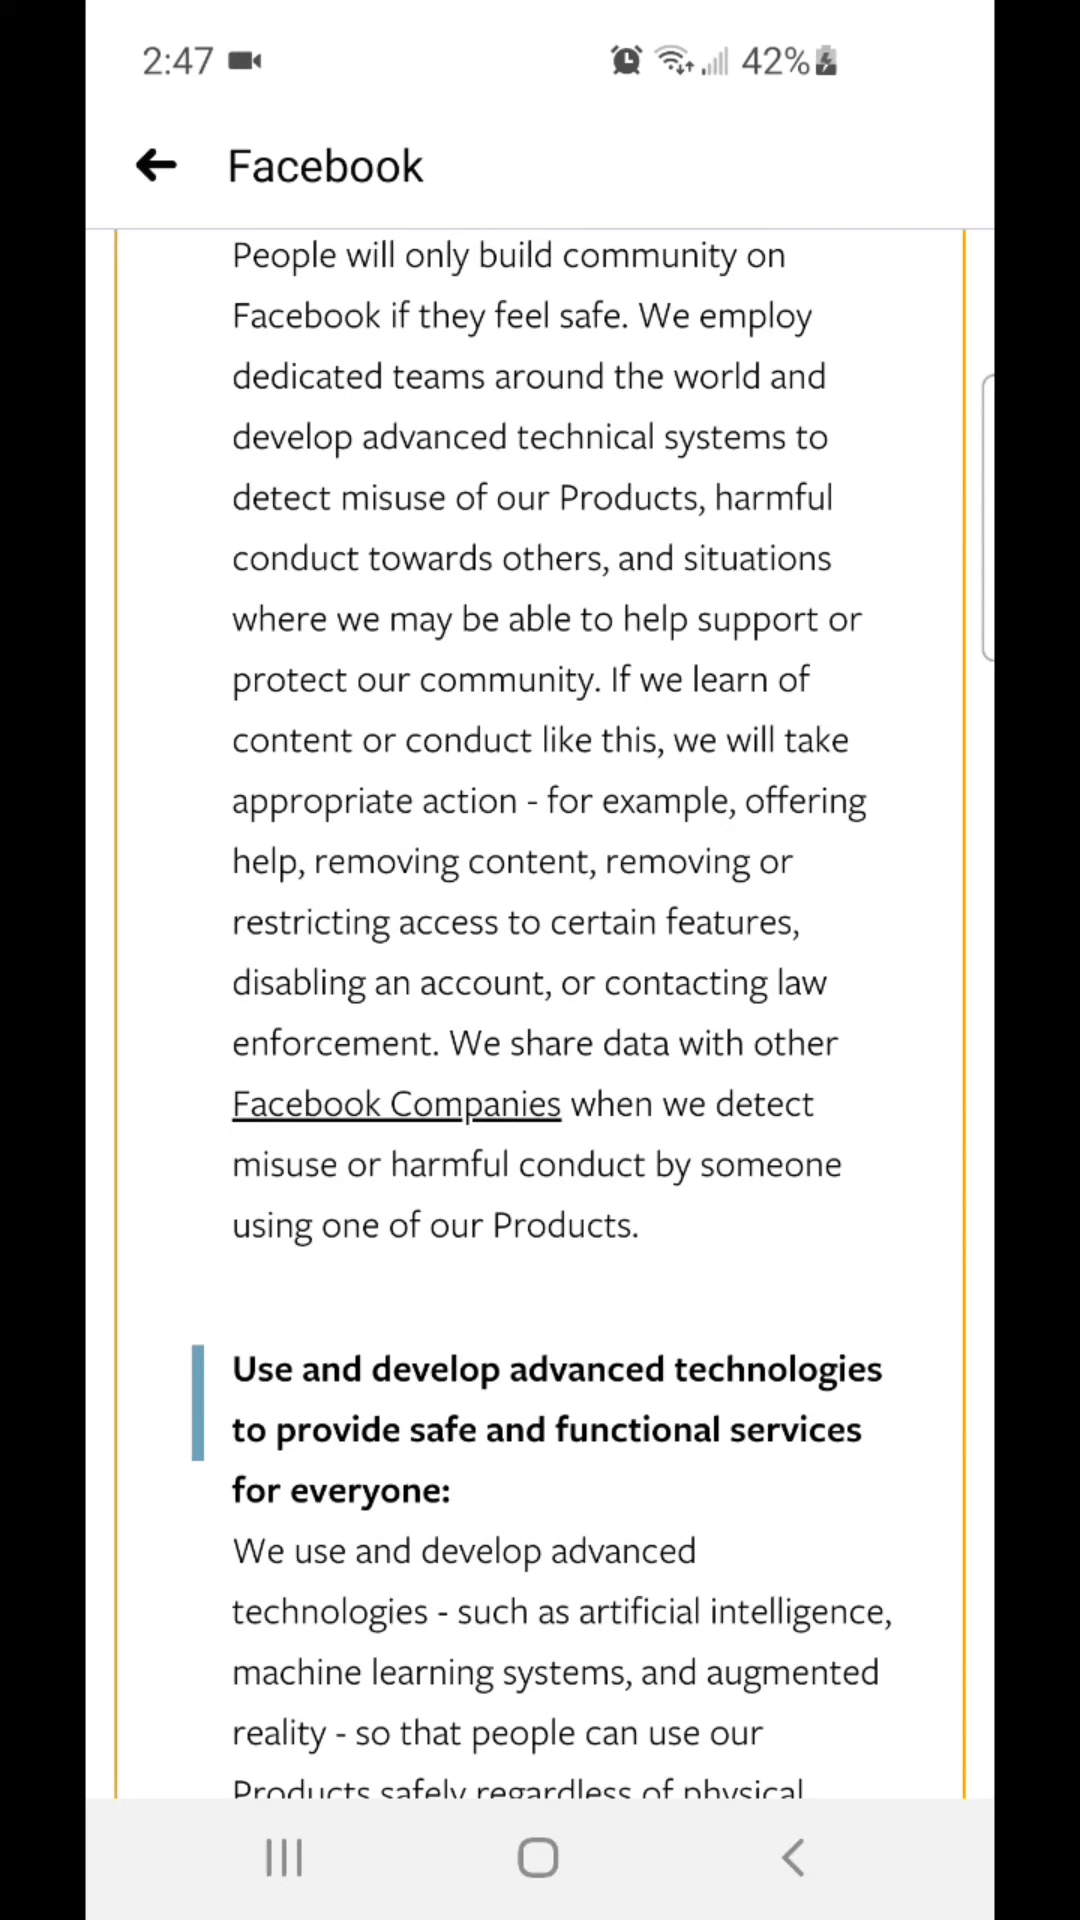 2:47
42%
Facebook
People will only build community on
Facebook if they feel safe. We employ
dedicated teams around the world and
develop advanced technical systems to
detect misuse of our Products, harmful
conduct towards others, and situations
where we may be able to help support or
protect our community. If we learn of
content or conduct like this, we will take
appropriate action - for example, offering
help, removing content, removing or
restricting access to certain features,
disabling an account, or contacting law
enforcement. We share data with other
Facebook Companies when we detect
misuse or harmful conduct by someone
using one of our Products.
Use and develop advanced technologies
to provide safe and functional services
for everyone:
We use and develop advanced
technologies - such as artificial intelligence,
machine learning systems, and augmented
reality - so that people can use our
Products safely regardless of physical